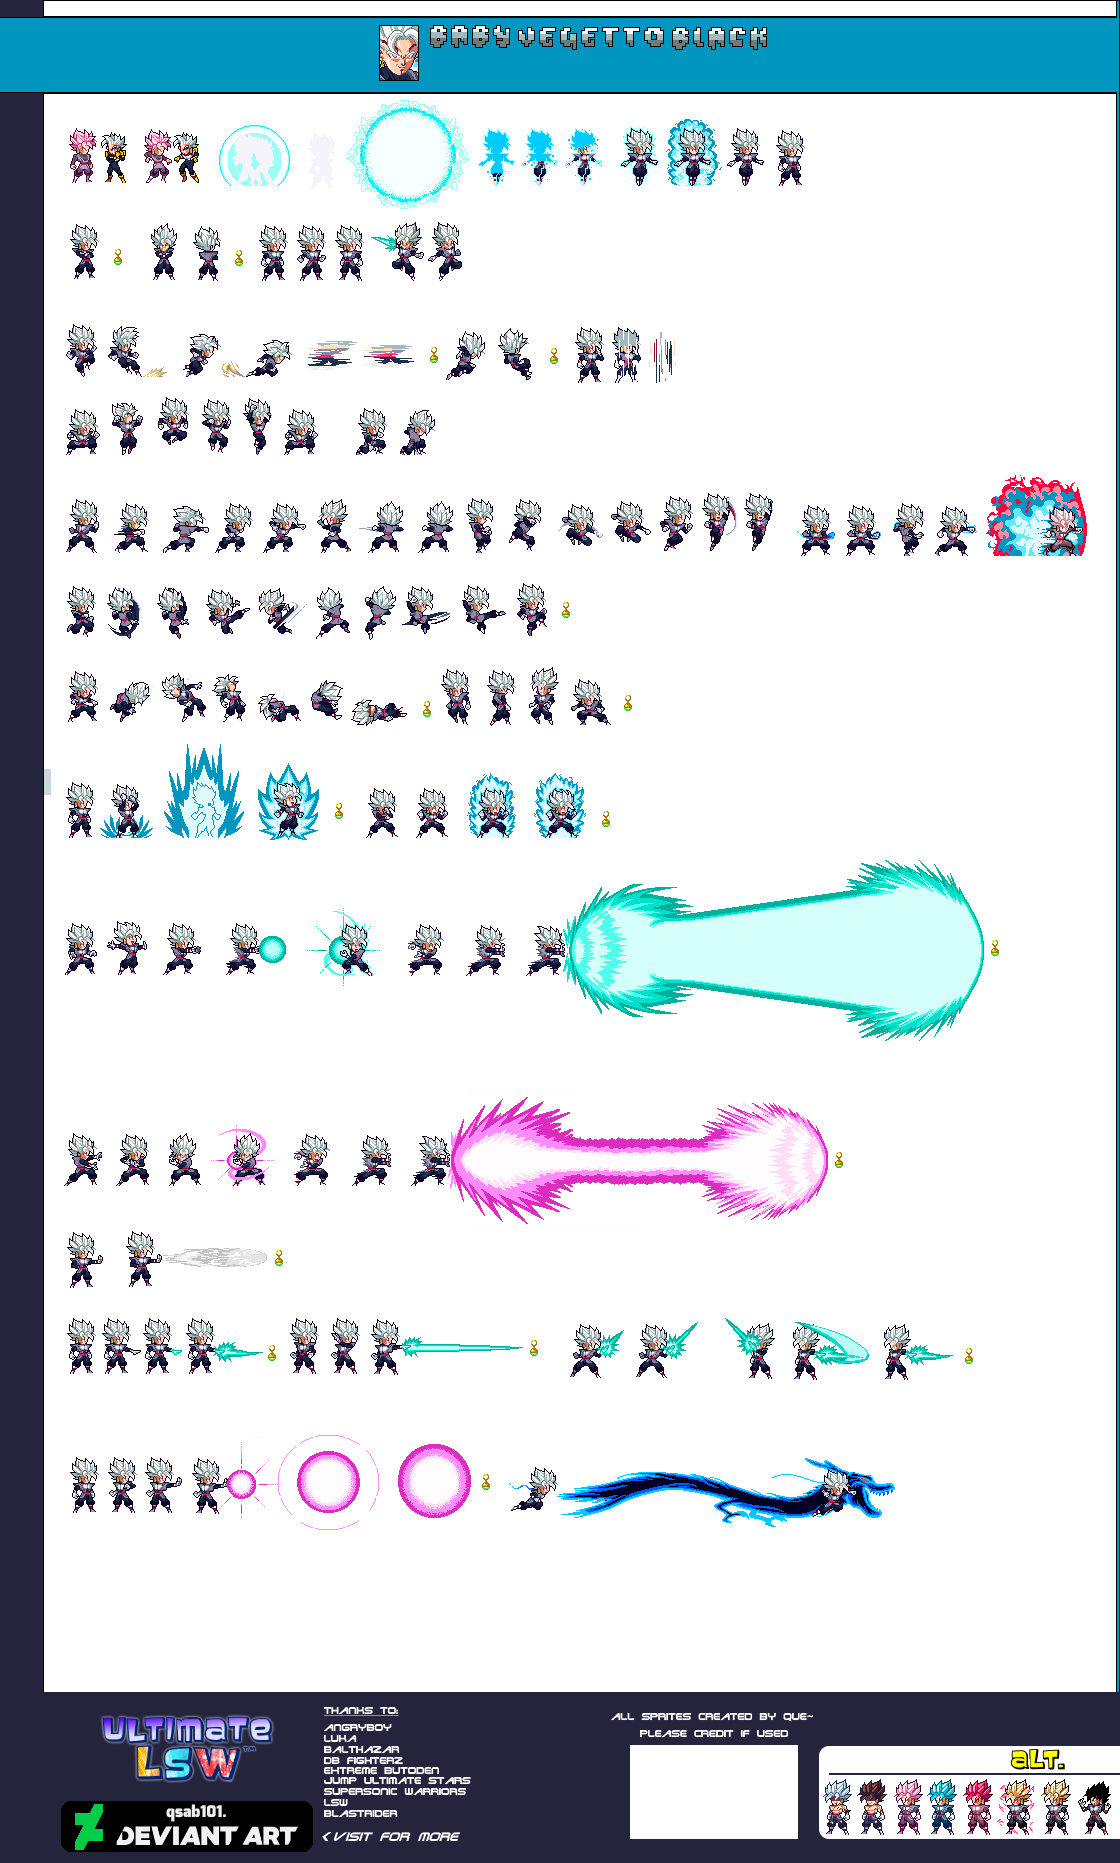 BABY VEGETTO BLACK
ULTIMATE
LSW™
qsab101.
DEVIANT ART
THANKS TO:
ANGRYBOY
LUKA
BALTHAZAR
DB FIGHTERZ
EXTREME BUTODEN
JUMP ULTIMATE STARS
SUPERSONIC WARRIORS
LSW
BLASTRIDER
< VISIT FOR MORE
ALL SPRITES CREATED BY QUE~
PLEASE CREDIT IF USED
ALT.